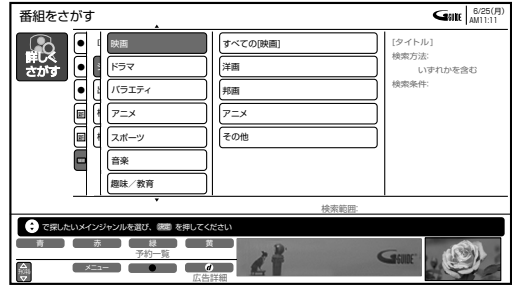 番組をさがす
GGUIDE
6/25(月)
AM11:11
詳しく
さがす
映画
ドラマ
バラエティ
アニメ
スポーツ
音楽
趣味／教育
すべての[映画]
洋画
邦画
アニメ
その他
[タイトル]
検索方法:
いずれかを含む
検索条件:
検索範囲:
で探したいメインジャンルを選び、決定 を押してください
青 赤 緑 黄
予約一覧
メニュー d
広告詳細
GGUIDE